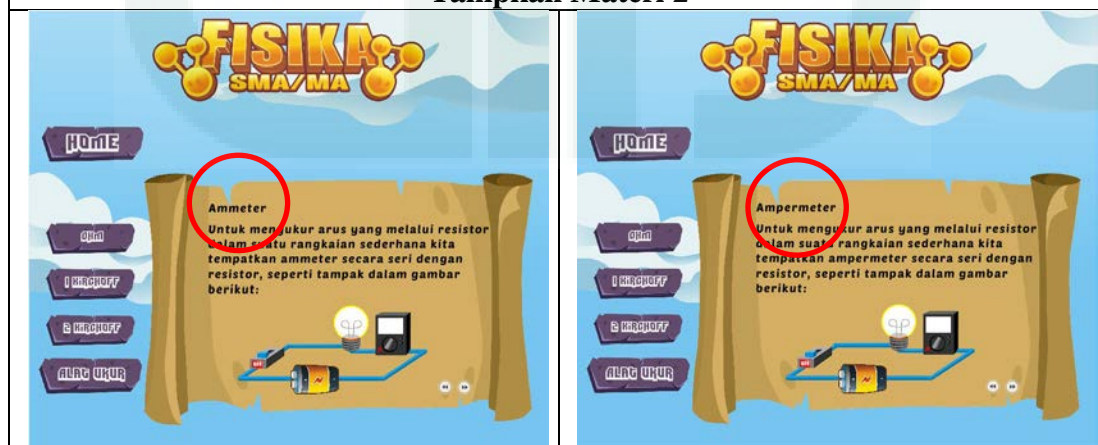 Tampilan Materi 2
FISIKA
SMA/MA
HOME
OHM
1 KIRCHOFF
2 KIRCHOFF
ALAT UKUR
Ammeter
Untuk mengukur arus yang melalui resistor
dalam suatu rangkaian sederhana kita
tempatkan ammeter secara seri dengan
resistor, seperti tampak dalam gambar
berikut:
OFF
FISIKA
SMA/MA
HOME
OHM
1 KIRCHOFF
2 KIRCHOFF
ALAT UKUR
Ampermeter
Untuk mengukur arus yang melalui resistor
dalam suatu rangkaian sederhana kita
tempatkan ampermeter secara seri dengan
resistor, seperti tampak dalam gambar
berikut:
OFF